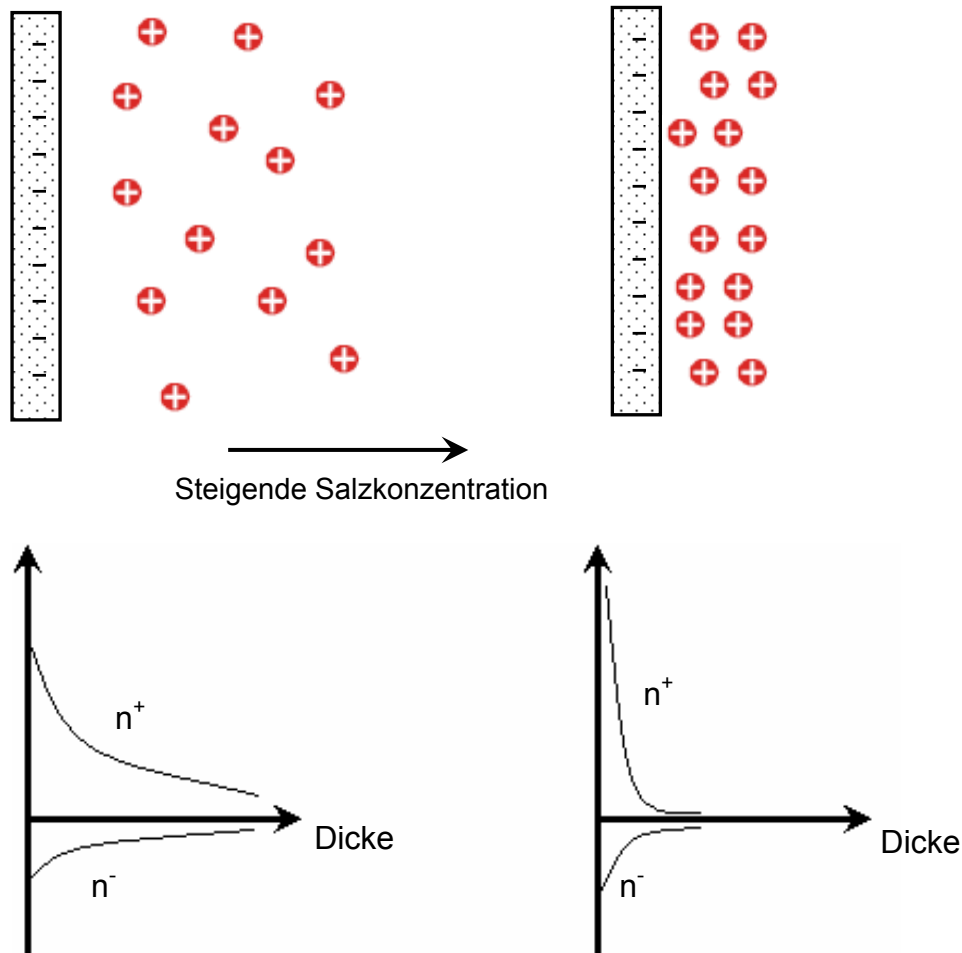 Steigende Salzkonzentration
n⁺
Dicke
n⁻
n⁺
Dicke
n⁻